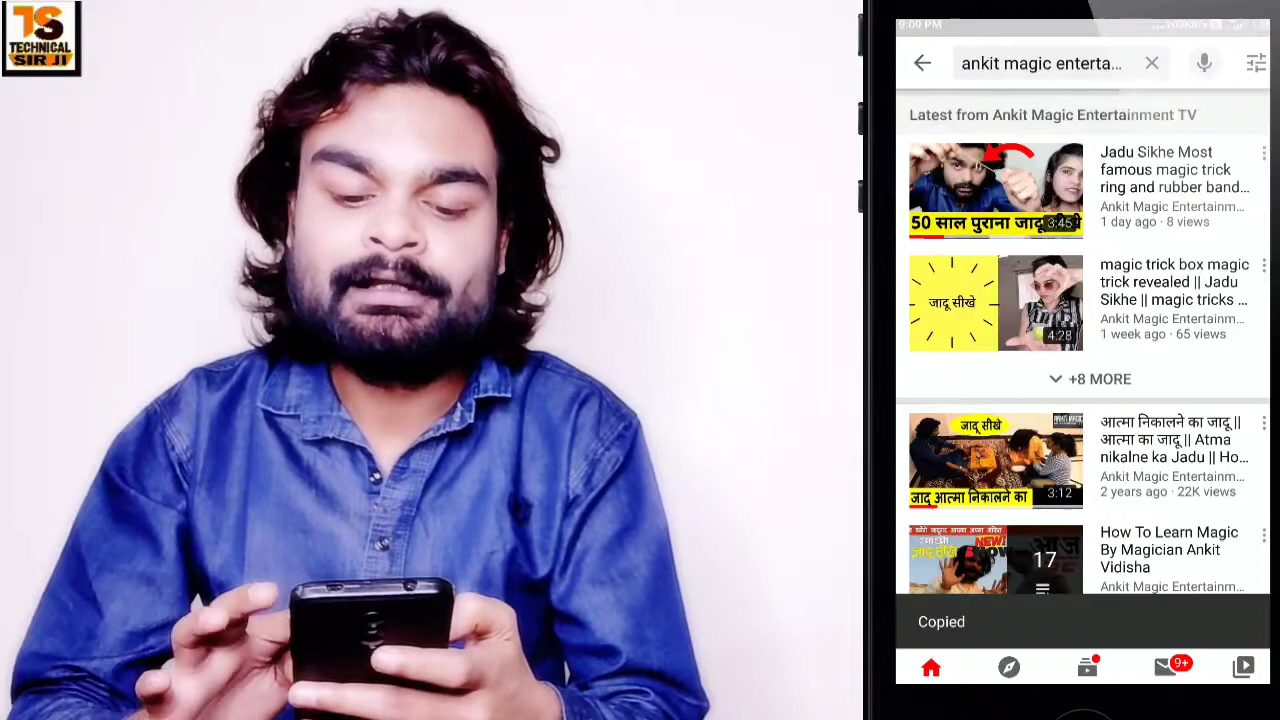 TS
TECHNICAL
SIR JI
9:09 PM
ankit magic enterta...
Latest from Ankit Magic Entertainment TV
50 साल पुराना जादू
3:45
Jadu Sikhe Most
famous magic trick
ring and rubber band...
Ankit Magic Entertainm...
1 day ago · 8 views
जादू सीखे
4:28
magic trick box magic
trick revealed || Jadu
Sikhe || magic tricks ...
Ankit Magic Entertainm...
1 week ago · 65 views
+8 MORE
जादू सीखे
जादू आत्मा निकालने का
3:12
आत्मा निकालने का जादू ||
आत्मा का जादू || Atma
nikalne ka Jadu || Ho...
Ankit Magic Entertainm...
2 years ago · 22K views
NEW!
17
How To Learn Magic
By Magician Ankit
Vidisha
Ankit Magic Entertainm...
Copied
9+